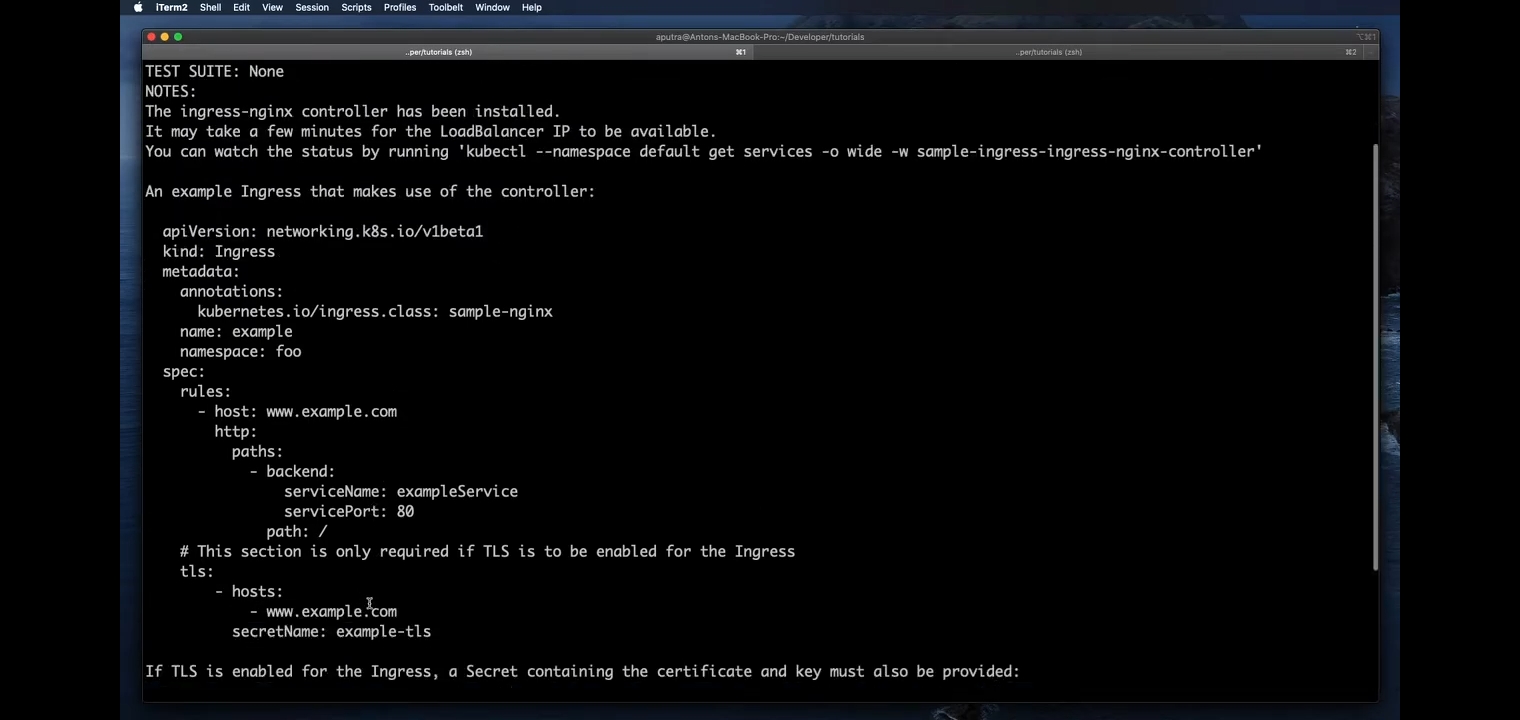 iTerm2 Shell Edit View Session Scripts Profiles Toolbelt Window Help
aputra@Antons-MacBook-Pro:~/Developer/tutorials ⌥⌘1
..per/tutorials (zsh) ⌘1 ..per/tutorials (zsh) ⌘2
TEST SUITE: None
NOTES:
The ingress-nginx controller has been installed.
It may take a few minutes for the LoadBalancer IP to be available.
You can watch the status by running 'kubectl --namespace default get services -o wide -w sample-ingress-ingress-nginx-controller'
An example Ingress that makes use of the controller:
apiVersion: networking.k8s.io/v1beta1
kind: Ingress
metadata:
annotations:
kubernetes.io/ingress.class: sample-nginx
name: example
namespace: foo
spec:
rules:
- host: www.example.com
http:
paths:
- backend:
serviceName: exampleService
servicePort: 80
path: /
# This section is only required if TLS is to be enabled for the Ingress
tls:
- hosts:
- www.example.com
secretName: example-tls
If TLS is enabled for the Ingress, a Secret containing the certificate and key must also be provided: